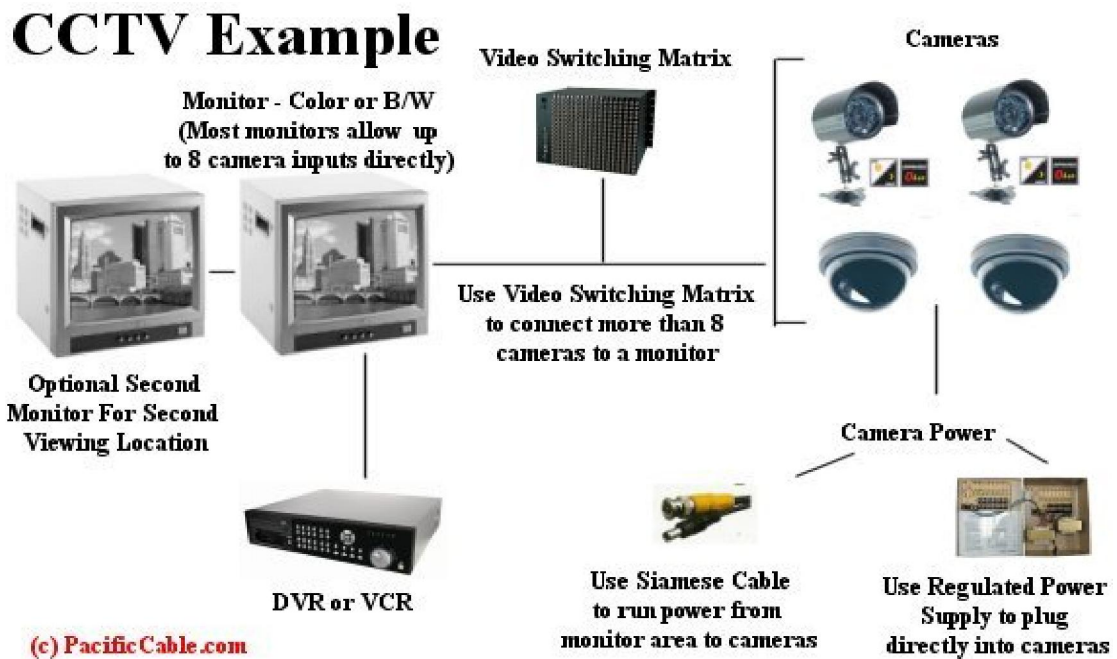 CCTV Example
Monitor - Color or B/W
(Most monitors allow up
to 8 camera inputs directly)
Video Switching Matrix
Cameras
Use Video Switching Matrix
to connect more than 8
cameras to a monitor
Optional Second
Monitor For Second
Viewing Location
DVR or VCR
Camera Power
Use Siamese Cable
to run power from
monitor area to cameras
Use Regulated Power
Supply to plug
directly into cameras
(c) PacificCable.com